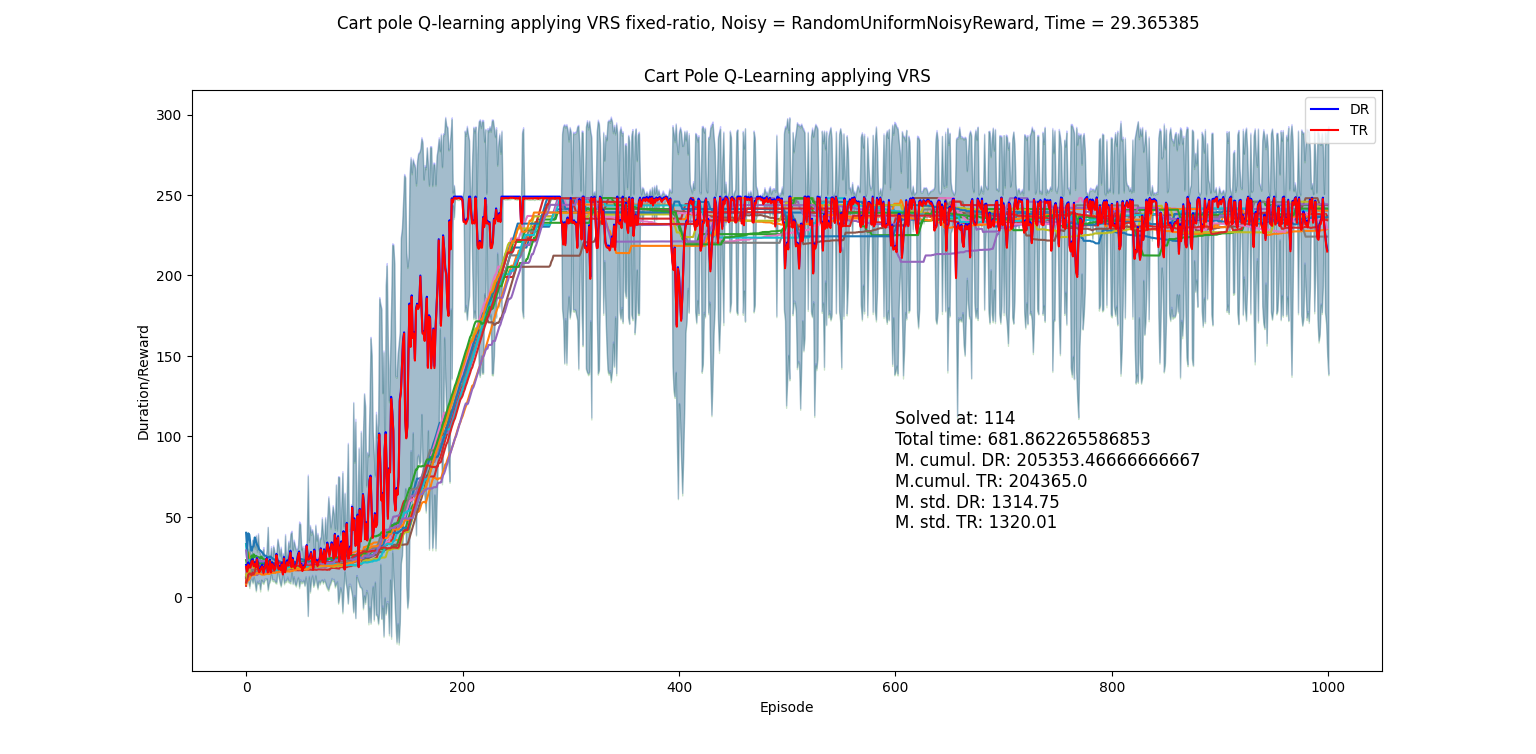 Cart pole Q-learning applying VRS fixed-ratio, Noisy = RandomUniformNoisyReward, Time = 29.365385
Cart Pole Q-Learning applying VRS
DR
TR
300
250
200
150
100
50
0
Duration/Reward
Solved at: 114
Total time: 681.862265586853
M. cumul. DR: 205353.46666666667
M.cumul. TR: 204365.0
M. std. DR: 1314.75
M. std. TR: 1320.01
0 200 400 600 800 1000
Episode